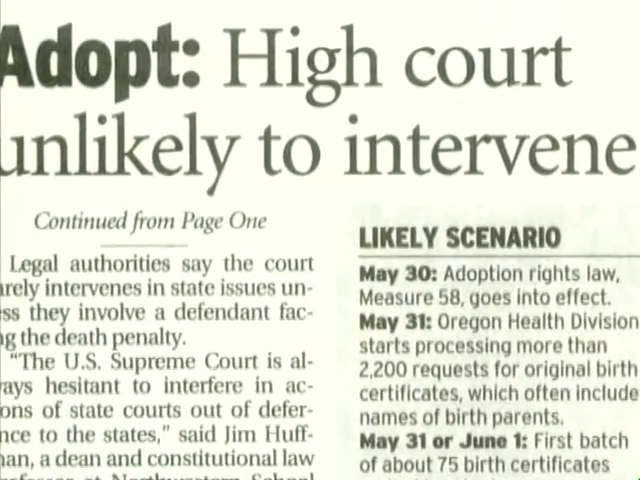 Adopt: High court
unlikely to intervene
Continued from Page One
Legal authorities say the court
rarely intervenes in state issues un-
less they involve a defendant fac-
ing the death penalty.
"The U.S. Supreme Court is al-
ways hesitant to interfere in ac-
tions of state courts out of defer-
ence to the states," said Jim Huff-
man, a dean and constitutional law
LIKELY SCENARIO
May 30: Adoption rights law,
Measure 58, goes into effect.
May 31: Oregon Health Division
starts processing more than
2,200 requests for original birth
certificates, which often include
names of birth parents.
May 31 or June 1: First batch
of about 75 birth certificates